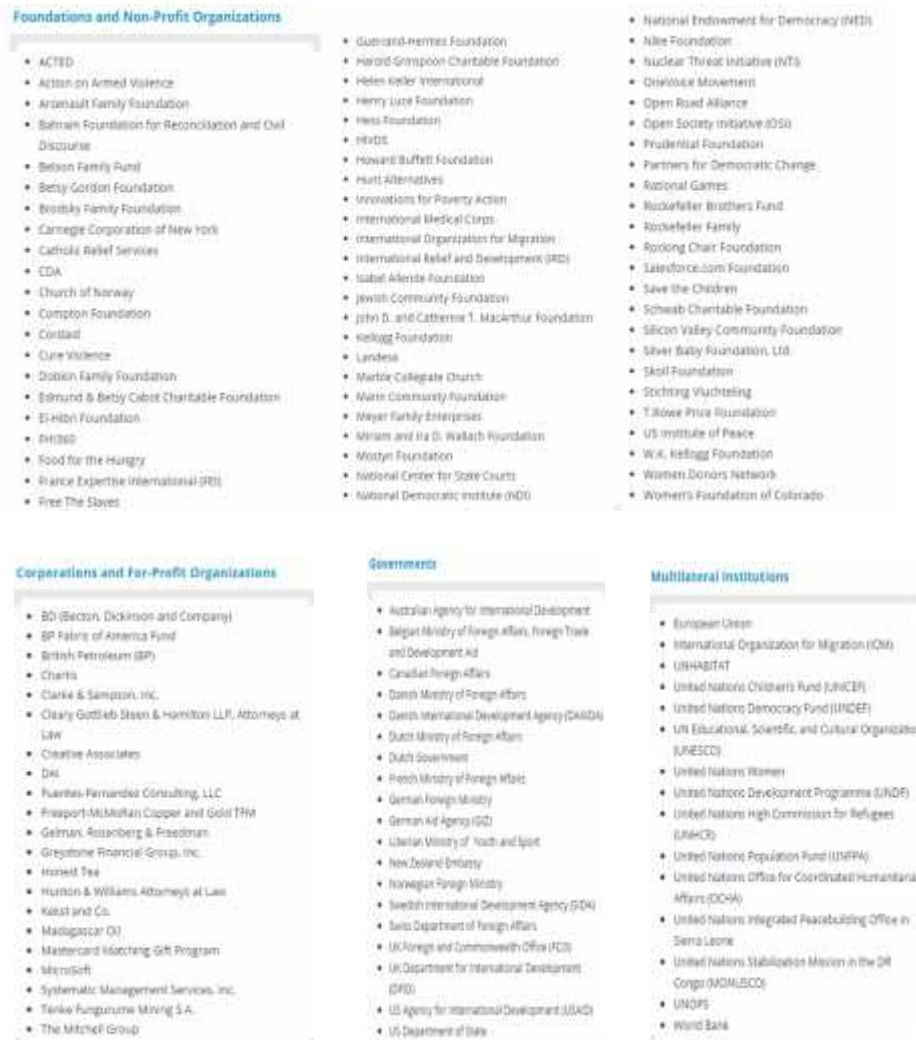 Foundations and Non-Profit Organizations
ACTED
Action on Armed Violence
Arsenault Family Foundation
Bahrain Foundation for Reconciliation and Civil
Discourse
Belson Family Fund
Betsy Gordon Foundation
Brodsky Family Foundation
Carnegie Corporation of New York
Catholic Relief Services
CDA
Church of Norway
Compton Foundation
Cordaid
Cure Violence
Dobkin Family Foundation
Edmund & Betsy Cabot Charitable Foundation
El-Hibri Foundation
FHI360
Food for the Hungry
France Expertise International (FEI)
Free The Slaves
Guerrand-Hermes Foundation
Harold Grinspoon Charitable Foundation
Helen Keller International
Henry Luce Foundation
Hess Foundation
HIVOS
Howard Buffett Foundation
Hunt Alternatives
Innovations for Poverty Action
International Medical Corps
International Organization for Migration
International Relief and Development (IRD)
Isabel Allende Foundation
Jewish Community Foundation
John D. and Catherine T. MacArthur Foundation
Kellogg Foundation
Landesa
Marble Collegiate Church
Marin Community Foundation
Meyer Family Enterprises
Miriam and Ira D. Wallach Foundation
Mostyn Foundation
National Center for State Courts
National Democratic Institute (NDI)
National Endowment for Democracy (NED)
Nike Foundation
Nuclear Threat Initiative (NTI)
OneVoice Movement
Open Road Alliance
Open Society Initiative (OSI)
Prudential Foundation
Partners for Democratic Change
Rational Games
Rockefeller Brothers Fund
Rockefeller Family
Rocking Chair Foundation
Salesforce.com Foundation
Save the Children
Schwab Charitable Foundation
Silicon Valley Community Foundation
Silver Baby Foundation, Ltd.
Skoll Foundation
Stichting Vluchteling
T.Rowe Price Foundation
US Institute of Peace
W.K. Kellogg Foundation
Women Donors Network
Women's Foundation of Colorado
Corporations and For-Profit Organizations
BD (Becton, Dickinson and Company)
BP Fabric of America Fund
British Petroleum (BP)
Chartis
Clarke & Sampson, Inc.
Cleary Gottlieb Steen & Hamilton LLP, Attorneys at
Law
Creative Associates
DAI
Fuentes-Fernandez Consulting, LLC
Freeport-McMoRan Copper and Gold TFM
Gelman, Rosenberg & Freedman
Greystone Financial Group, Inc.
Honest Tea
Hunton & Williams Attorneys at Law
Kekst and Co.
Madagascar Oil
Mastercard Matching Gift Program
MicroSoft
Systematic Management Services, Inc.
Tenke Fungurume Mining S.A.
The Mitchell Group
Governments
Australian Agency for International Development
Belgian Ministry of Foreign Affairs, Foreign Trade
and Development Aid
Canadian Foreign Affairs
Danish Ministry of Foreign Affairs
Danish International Development Agency (DANIDA)
Dutch Ministry of Foreign Affairs
Dutch Government
French Ministry of Foreign Affairs
German Foreign Ministry
German Aid Agency (GIZ)
Liberian Ministry of Youth and Sport
New Zealand Embassy
Norwegian Foreign Ministry
Swedish International Development Agency (SIDA)
Swiss Department of Foreign Affairs
UK Foreign and Commonwealth Office (FCO)
UK Department for International Development
(DFID)
US Agency for International Development (USAID)
US Department of State
Multilateral Institutions
European Union
International Organization for Migration (IOM)
UNHABITAT
United Nations Children's Fund (UNICEF)
United Nations Democracy Fund (UNDEF)
UN Educational, Scientific, and Cultural Organizatio
(UNESCO)
United Nations Women
United Nations Development Programme (UNDP)
United Nations High Commission for Refugees
(UNHCR)
United Nations Population Fund (UNFPA)
United Nations Office for Coordinated Humanitaria
Affairs (OCHA)
United Nations Integrated Peacebuilding Office in
Sierra Leone
United Nations Stabilization Mission in the DR
Congo (MONUSCO)
UNOPS
World Bank